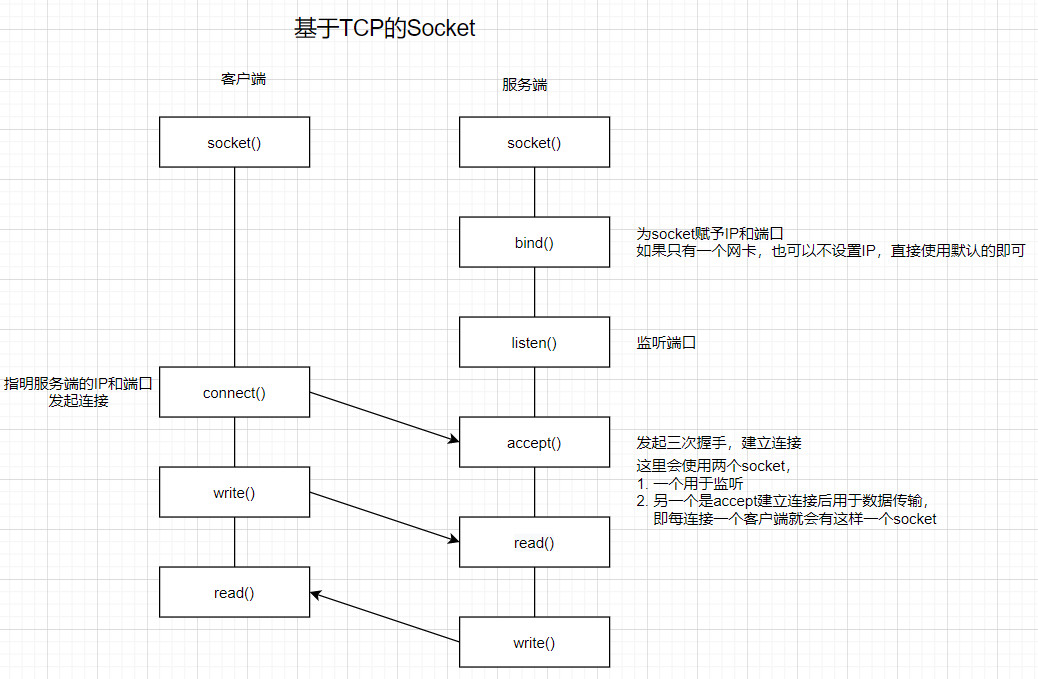 基于TCP的Socket
客户端
服务端
socket()
socket()
bind()
为socket赋予IP和端口
如果只有一个网卡，也可以不设置IP，直接使用默认的即可
listen()
监听端口
指明服务端的IP和端口
发起连接
connect()
accept()
发起三次握手，建立连接
这里会使用两个socket，
1. 一个用于监听
2. 另一个是accept建立连接后用于数据传输，
即每连接一个客户端就会有这样一个socket
write()
read()
read()
write()